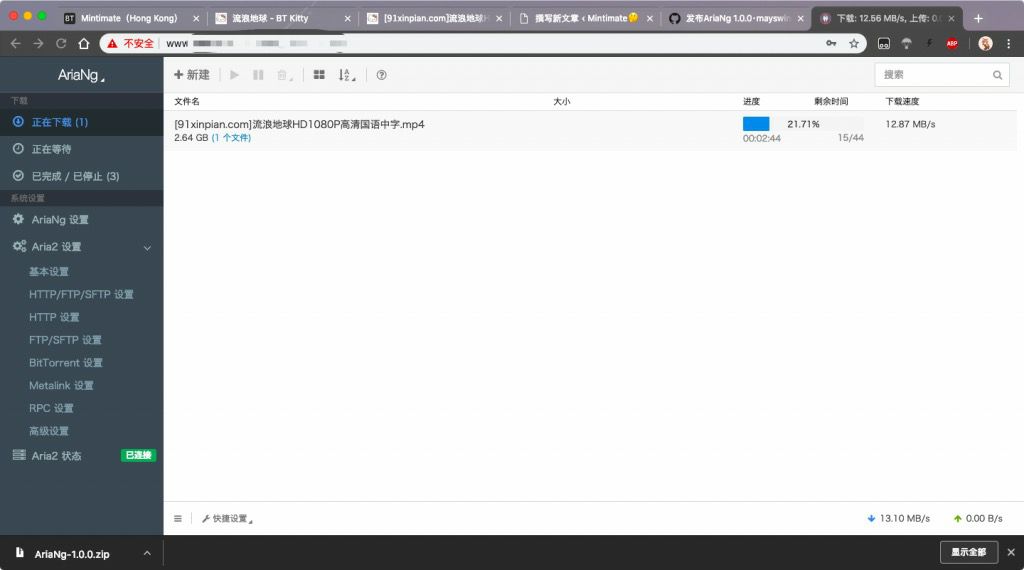 Mintimate（Hong Kong）
流浪地球 - BT Kitty
[91xinpian.com]流浪地球H
撰写新文章 ‹ Mintimate🤔
发布AriaNg 1.0.0·mayswin
下载: 12.56 MB/s, 上传: 0.0
不安全
www
ABP
AriaNg
新建
搜索
下载
文件名
大小
进度
剩余时间
下载速度
正在下载 (1)
[91xinpian.com]流浪地球HD1080P高清国语中字.mp4
21.71%
12.87 MB/s
2.64 GB (1 个文件)
00:02:44
15/44
正在等待
已完成 / 已停止 (3)
系统设置
AriaNg 设置
Aria2 设置
基本设置
HTTP/FTP/SFTP 设置
HTTP 设置
FTP/SFTP 设置
BitTorrent 设置
Metalink 设置
RPC 设置
高级设置
Aria2 状态
已连接
快捷设置
13.10 MB/s
0.00 B/s
AriaNg-1.0.0.zip
显示全部